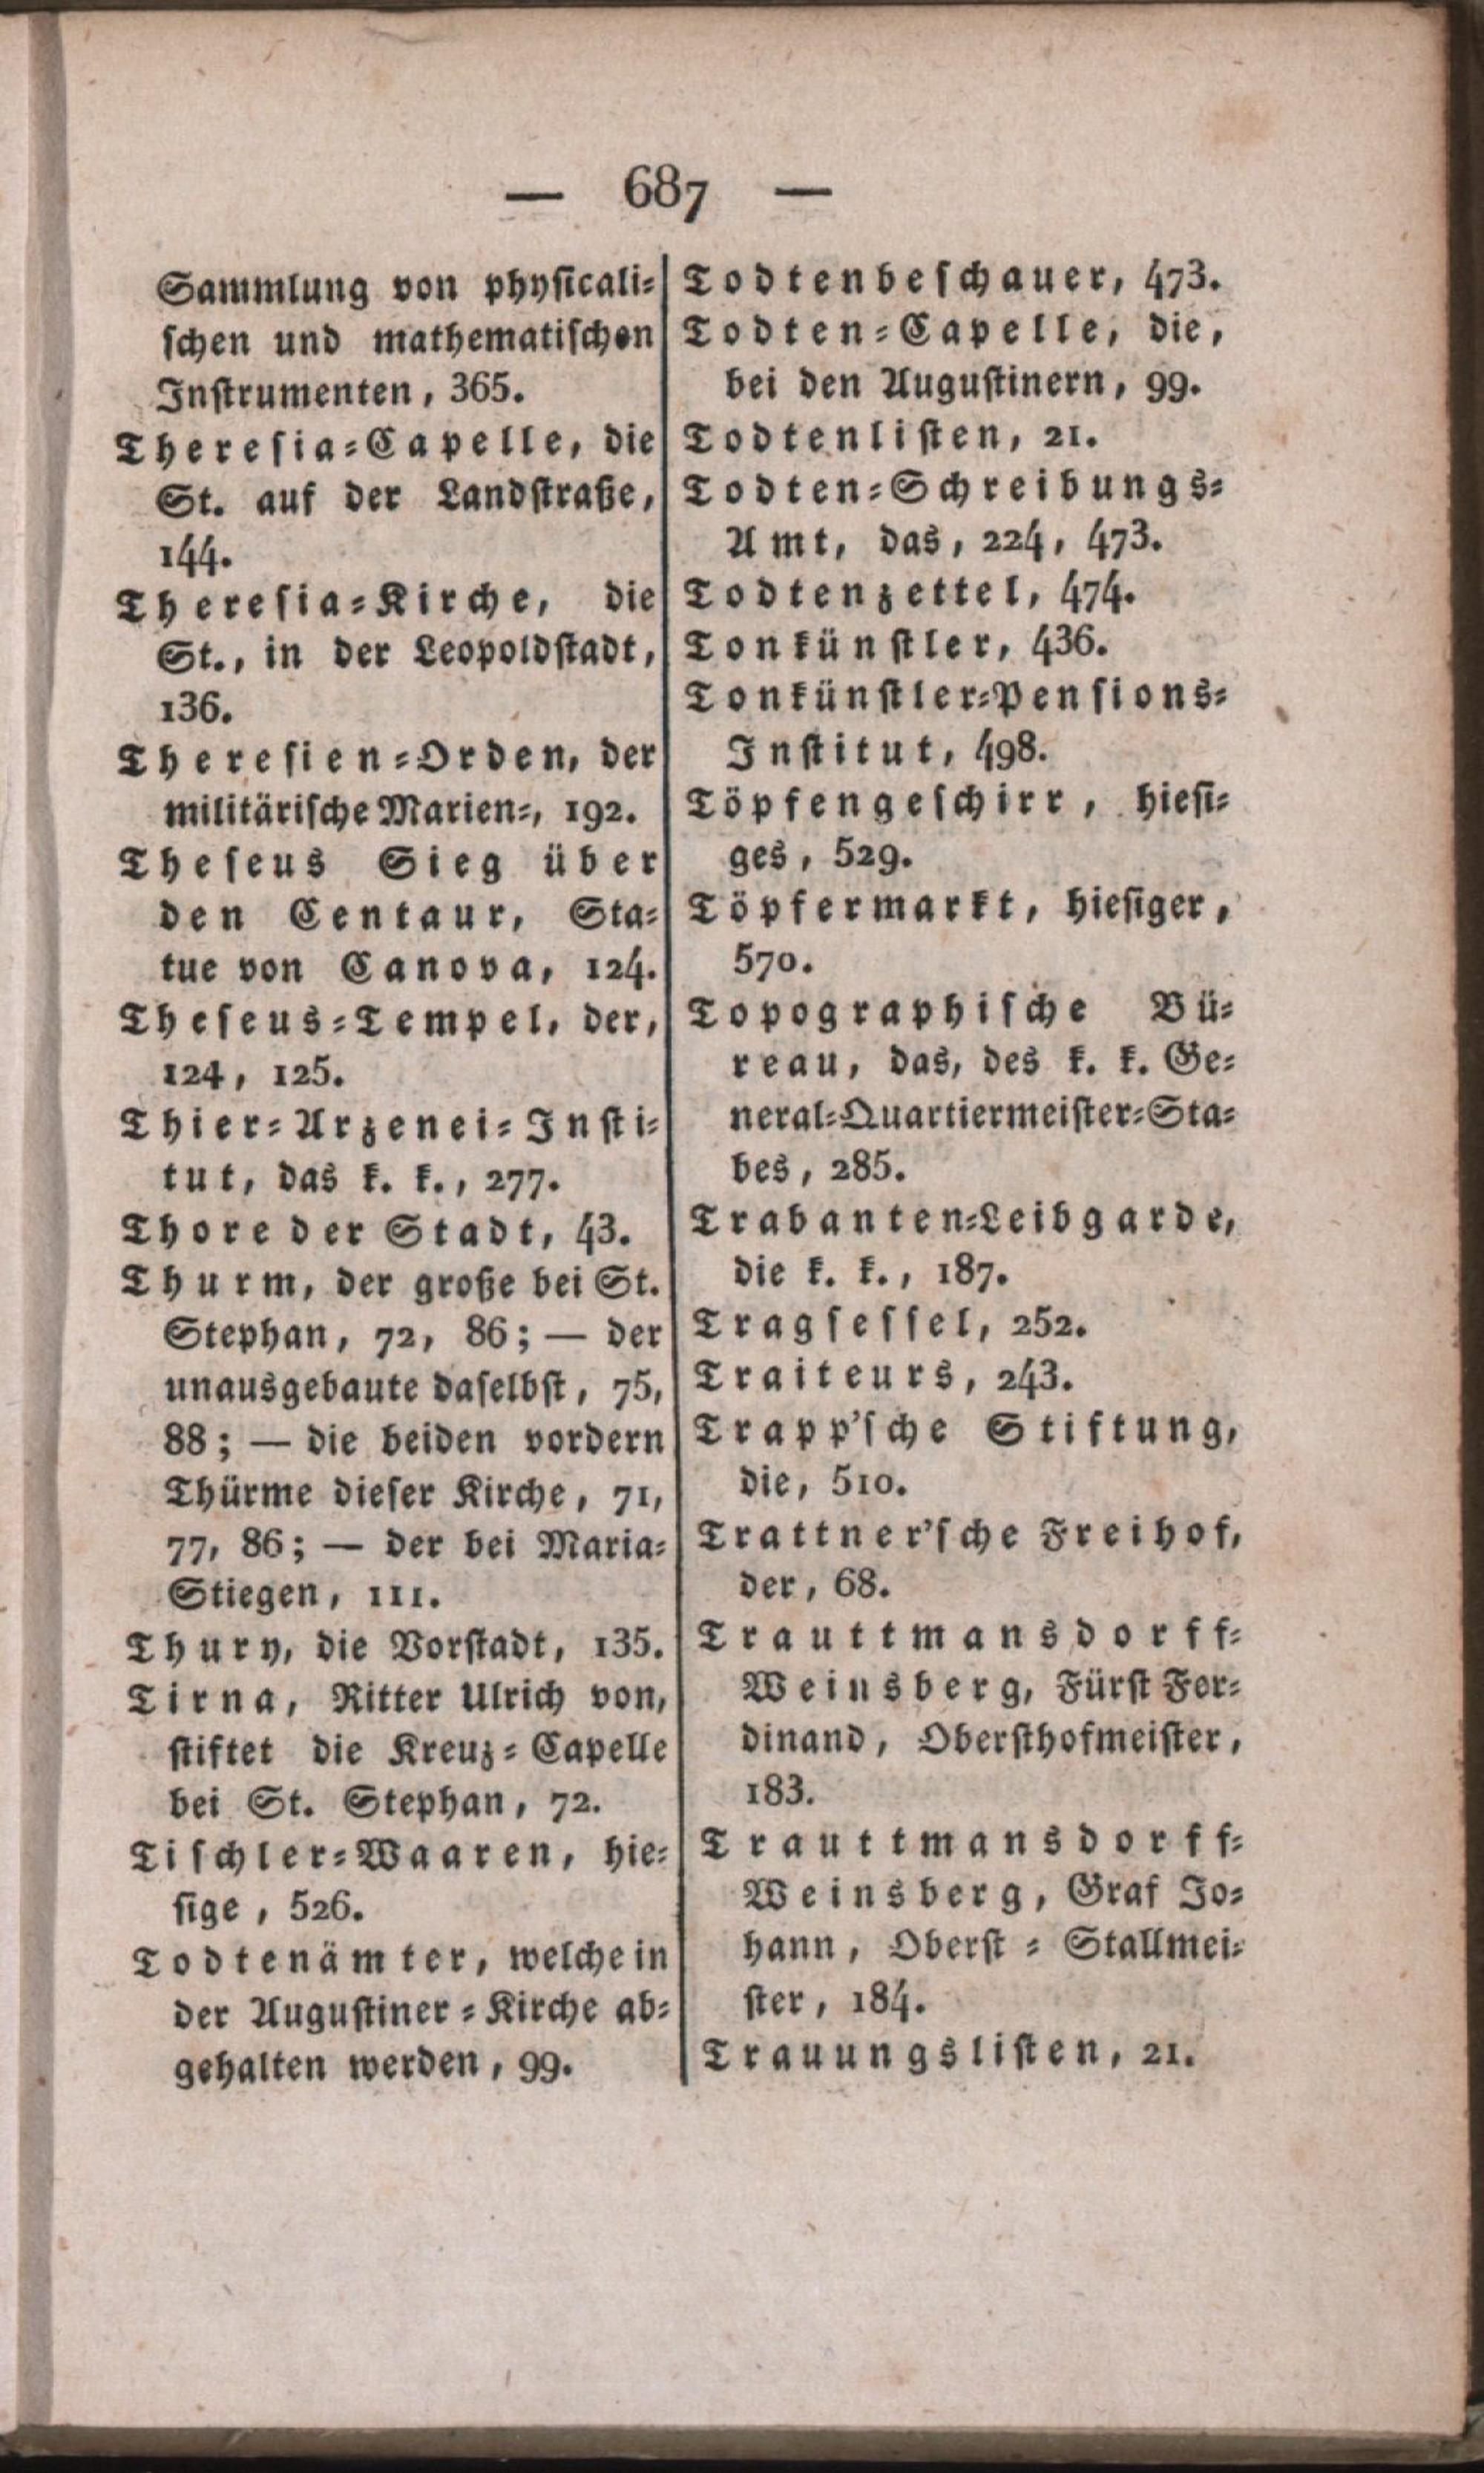 — 687 —
Sammlung von physicali-
schen und mathematischen
Instrumenten, 365.
Theresia-Capelle, die
St. auf der Landstraße,
144.
Theresia-Kirche, die
St., in der Leopoldstadt,
136.
Theresien-Orden, der
militärische Marien-, 192.
Theseus Sieg über
den Centaur, Sta-
tue von Canova, 124.
Theseus-Tempel, der,
124, 125.
Thier-Arzenei-Insti-
tut, das k. k., 277.
Thore der Stadt, 43.
Thurm, der große bei St.
Stephan, 72, 86; — der
unausgebaute daselbst, 75,
88; — die beiden vordern
Thürme dieser Kirche, 71,
77, 86; — der bei Maria-
Stiegen, 111.
Thury, die Vorstadt, 135.
Tirna, Ritter Ulrich von,
stiftet die Kreuz-Capelle
bei St. Stephan, 72.
Tischler-Waaren, hie-
sige, 526.
Todtenämter, welche in
der Augustiner-Kirche ab-
gehalten werden, 99.
Todtenbeschauer, 473.
Todten-Capelle, die,
bei den Augustinern, 99.
Todtenlisten, 21.
Todten-Schreibungs-
Amt, das, 224, 473.
Todtenzettel, 474.
Tonkünstler, 436.
Tonkünstler-Pensions-
Institut, 498.
Töpfengeschirr, hiesi-
ges, 529.
Töpfermarkt, hiesiger,
570.
Topographische Bü-
reau, das, des k. k. Ge-
neral-Quartiermeister-Sta-
bes, 285.
Trabanten-Leibgarde,
die k. k., 187.
Tragsessel, 252.
Traiteurs, 243.
Trapp'sche Stiftung,
die, 510.
Trattner'sche Freihof,
der, 68.
Trauttmansdorff-
Weinsberg, Fürst Fer-
dinand, Obersthofmeister,
183.
Trauttmansdorff-
Weinsberg, Graf Jo-
hann, Oberst-Stallmei-
ster, 184.
Trauungslisten, 21.